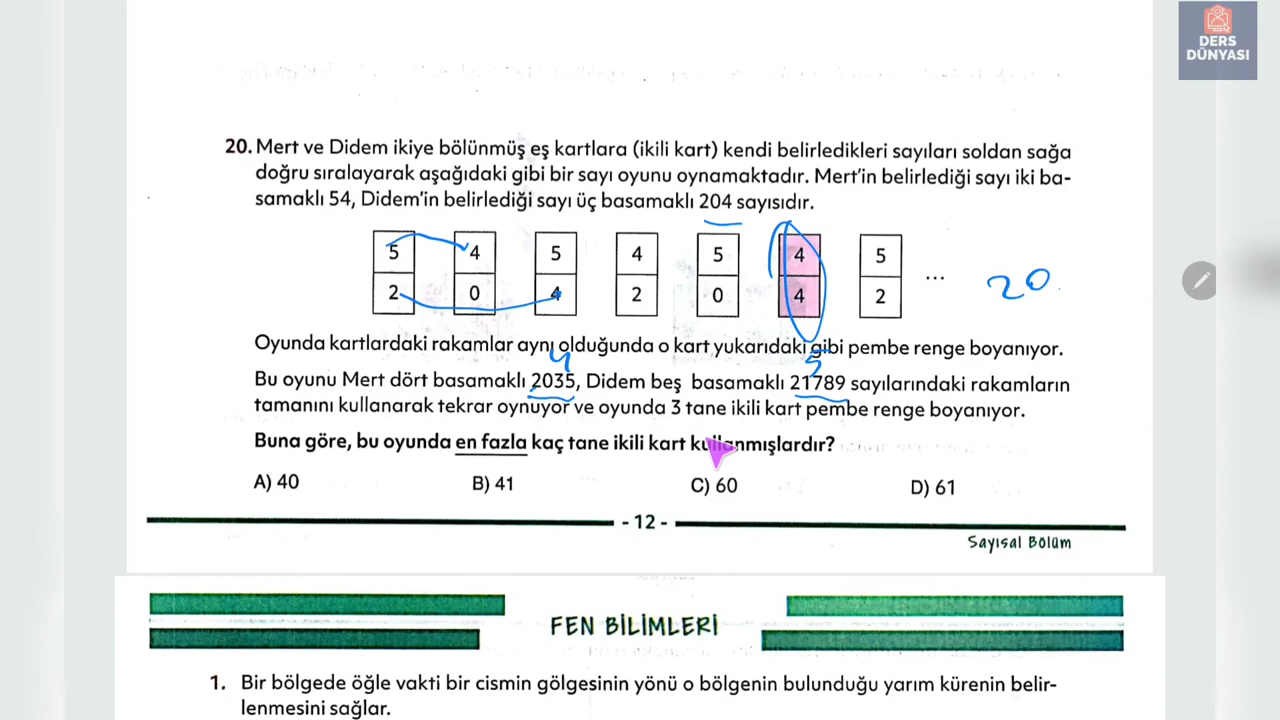 DERS
DÜNYASI
20. Mert ve Didem ikiye bölünmüş eş kartlara (ikili kart) kendi belirledikleri sayıları soldan sağa
doğru sıralayarak aşağıdaki gibi bir sayı oyunu oynamaktadır. Mert'in belirlediği sayı iki ba-
samaklı 54, Didem'in belirlediği sayı üç basamaklı 204 sayısıdır.
5 4 5 4 5 4 5
2 0 4 2 0 4 2 ... 20
Oyunda kartlardaki rakamlar aynı olduğunda o kart yukarıdaki gibi pembe renge boyanıyor.
4 5
Bu oyunu Mert dört basamaklı 2035, Didem beş basamaklı 21789 sayılarındaki rakamların
tamanını kullanarak tekrar oynuyor ve oyunda 3 tane ikili kart pembe renge boyanıyor.
Buna göre, bu oyunda en fazla kaç tane ikili kart kullanmışlardır?
A) 40 B) 41 C) 60 D) 61
- 12 -
Sayısal Bölüm
FEN BİLİMLERİ
1. Bir bölgede öğle vakti bir cismin gölgesinin yönü o bölgenin bulunduğu yarım kürenin belir-
lenmesini sağlar.